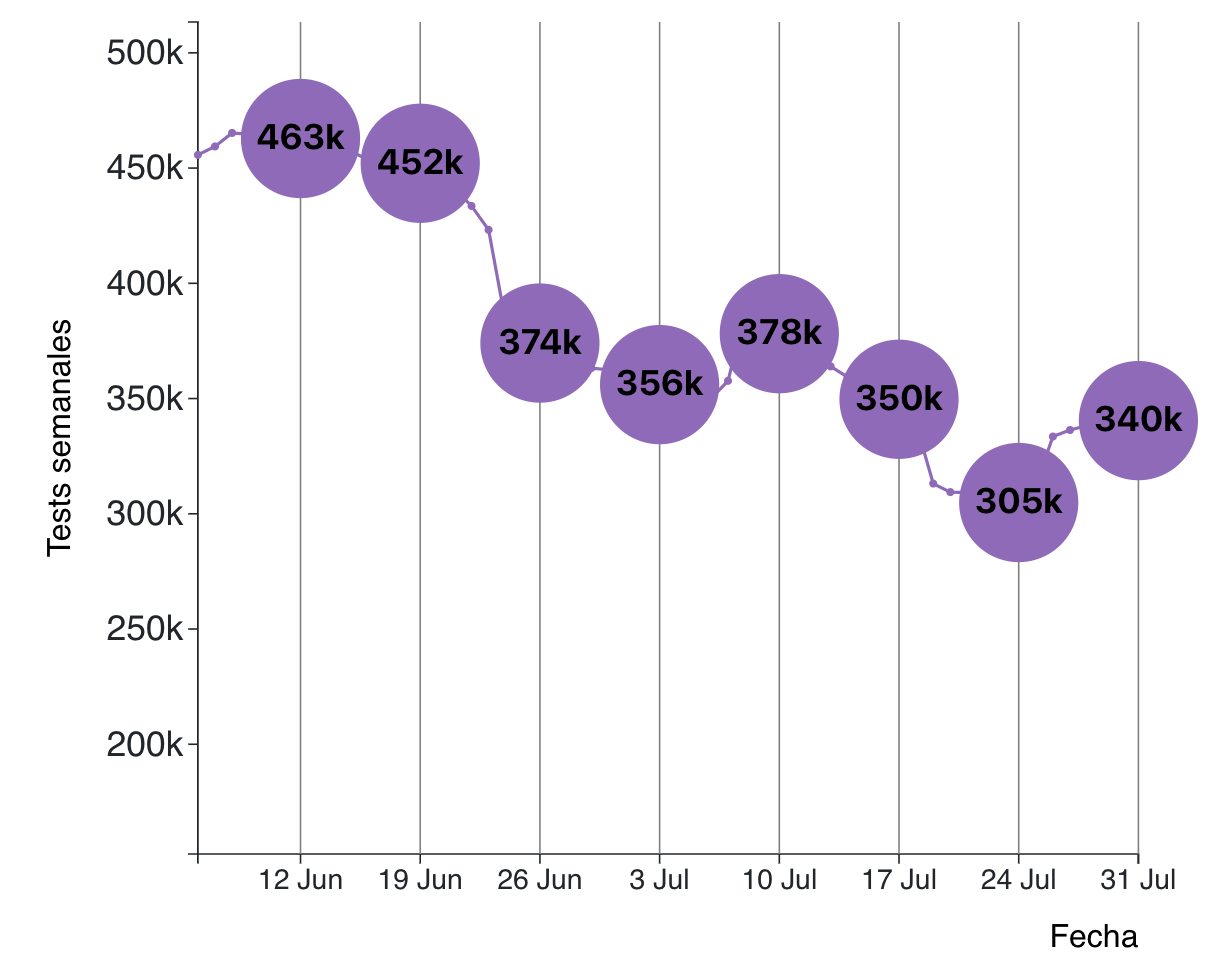 500k
450k
400k
350k
300k
250k
200k
Tests semanales
463k
452k
374k
356k
378k
350k
305k
340k
12 Jun
19 Jun
26 Jun
3 Jul
10 Jul
17 Jul
24 Jul
31 Jul
Fecha